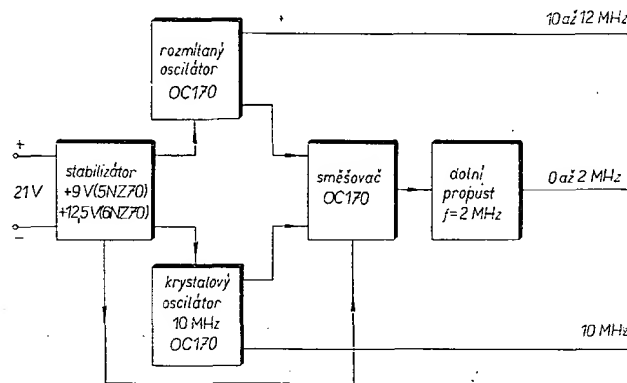 10 až 12 MHz
rozmítaný
oscilátor
OC170
+
21 V
–
stabilizátor
+9 V (5NZ70)
+12,5 V (6NZ70)
směšovač
OC170
dolní
propust
f=2 MHz
0 až 2 MHz
krystalový
oscilátor
10 MHz
OC170
10 MHz